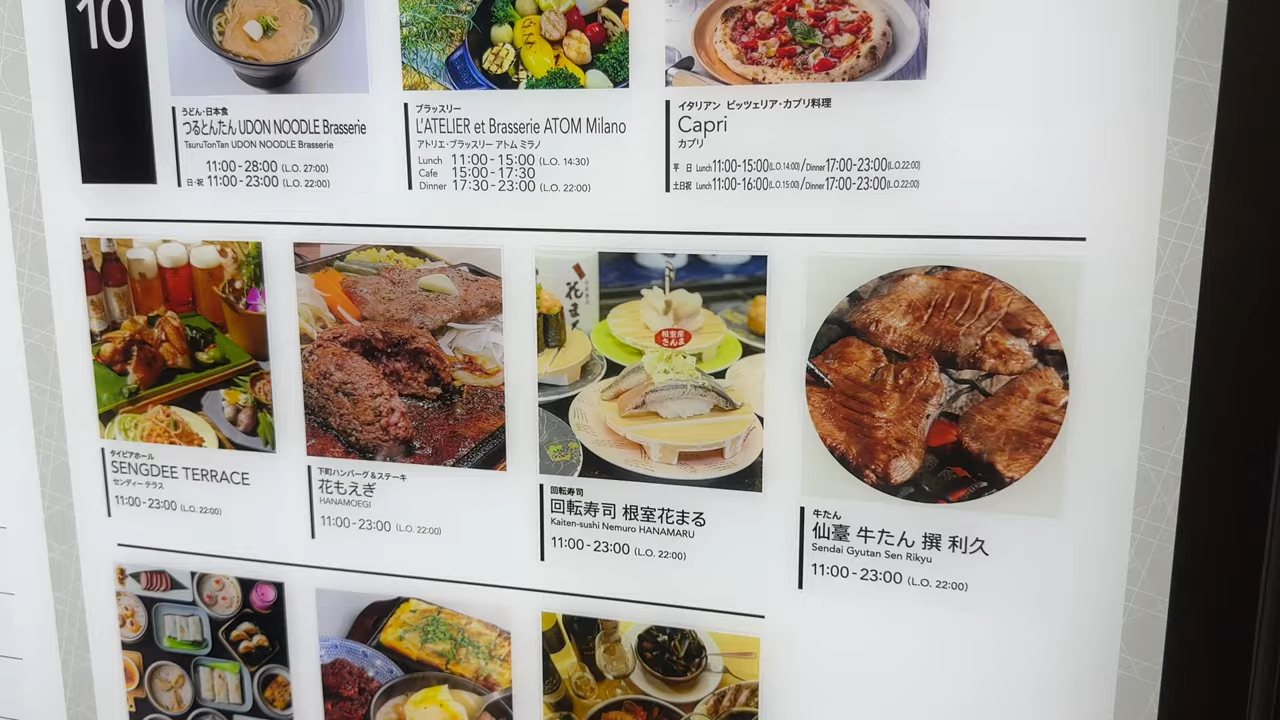 10
うどん・日本食
つるとんたん UDON NOODLE Brasserie
TsuruTonTan UDON NOODLE Brasserie
11:00-28:00 (L.O. 27:00)
日・祝 11:00-23:00 (L.O. 22:00)
ブラッスリー
L'ATELIER et Brasserie ATOM Milano
アトリエ・ブラッスリー アトム ミラノ
Lunch 11:00-15:00 (L.O. 14:30)
Cafe 15:00-17:30
Dinner 17:30-23:00 (L.O. 22:00)
イタリアン ピッツェリア・カプリ料理
Capri
カプリ
平 日 Lunch 11:00-15:00(L.O.14:00)/Dinner 17:00-23:00(L.O.22:00)
土日祝 Lunch 11:00-16:00(L.O.15:00)/Dinner 17:00-23:00(L.O.22:00)
タイビアホール
SENGDEE TERRACE
センディー テラス
11:00-23:00 (L.O. 22:00)
下町ハンバーグ&ステーキ
花もえぎ
HANAMOEGI
11:00-23:00 (L.O. 22:00)
花ま
根室産
さんま
回転寿司
回転寿司 根室花まる
Kaiten-sushi Nemuro HANAMARU
11:00-23:00 (L.O. 22:00)
牛たん
仙臺 牛たん 撰 利久
Sendai Gyutan Sen Rikyu
11:00-23:00 (L.O. 22:00)